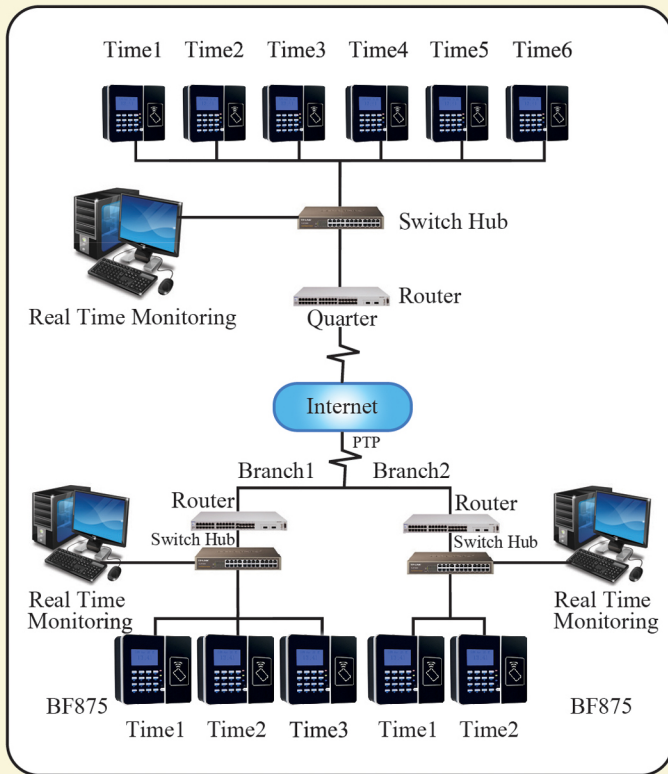 Time1 Time2 Time3 Time4 Time5 Time6
Switch Hub
Real Time Monitoring
Router
Quarter
Internet
PTP
Branch1 Branch2
Router
Router
Switch Hub
Switch Hub
Real Time
Monitoring
Real Time
Monitoring
BF875
BF875
Time1 Time2 Time3 Time1 Time2